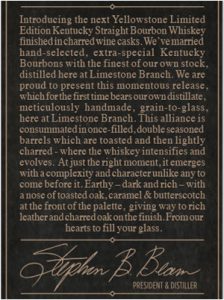 Introducing the next Yellowstone Limited
Edition Kentucky Straight Bourbon Whiskey
finished in charred wine casks. We've married
hand-selected, extra-special Kentucky
Bourbons with the finest of our own stock,
distilled here at Limestone Branch. We are
proud to present this momentous release,
which for the first time bears our own distillate,
meticulously handmade, grain-to-glass,
here at Limestone Branch. This alliance is
consummated in once-filled, double seasoned
barrels which are toasted and then lightly
charred - where the whiskey intensifies and
evolves. At just the right moment, it emerges
with a complexity and character unlike any to
come before it. Earthy – dark and rich – with
a nose of toasted oak, caramel & butterscotch
at the front of the palette, giving way to rich
leather and charred oak on the finish. From our
hearts to fill your glass.
Stephen B. Beam
PRESIDENT & DISTILLER